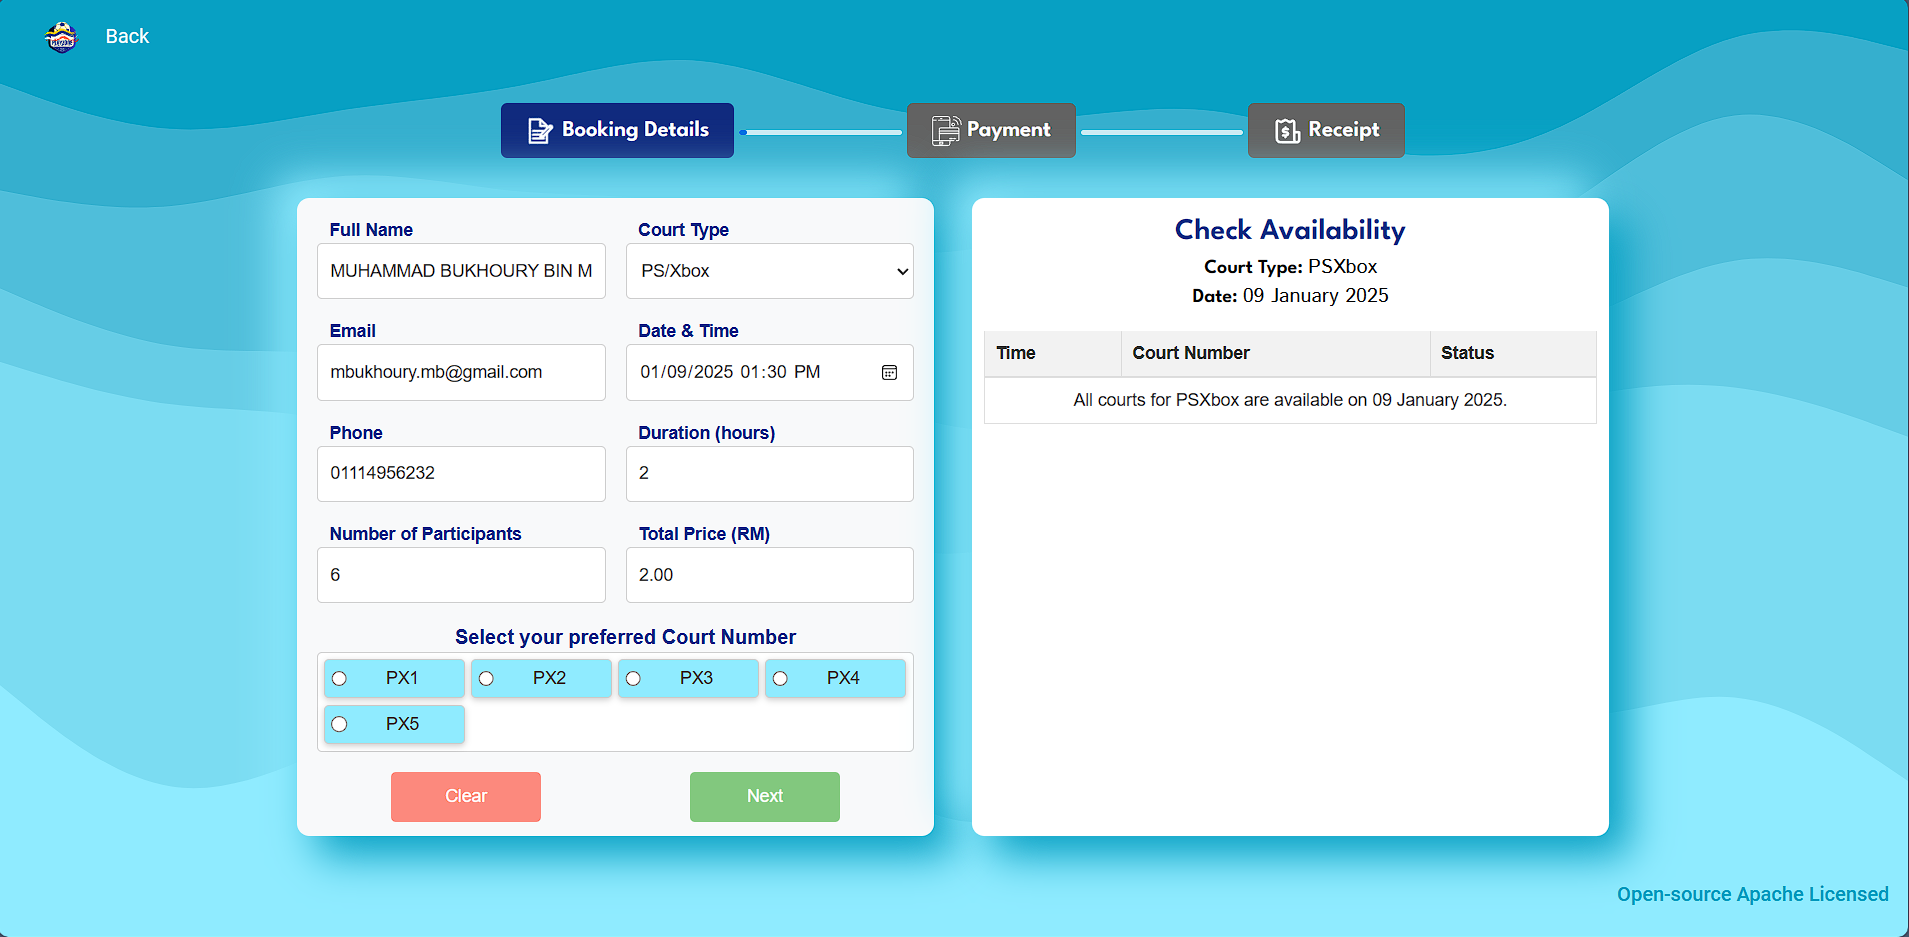 Back
Booking Details
Payment
Receipt
Full Name
Court Type
MUHAMMAD BUKHOURY BIN M
PS/Xbox
Email
Date & Time
mbukhoury.mb@gmail.com
01/09/2025 01:30 PM
Phone
Duration (hours)
01114956232
2
Number of Participants
Total Price (RM)
6
2.00
Select your preferred Court Number
PX1 PX2 PX3 PX4
PX5
Clear
Next
Check Availability
Court Type: PSXbox
Date: 09 January 2025
Time Court Number Status
All courts for PSXbox are available on 09 January 2025.
Open-source Apache Licensed